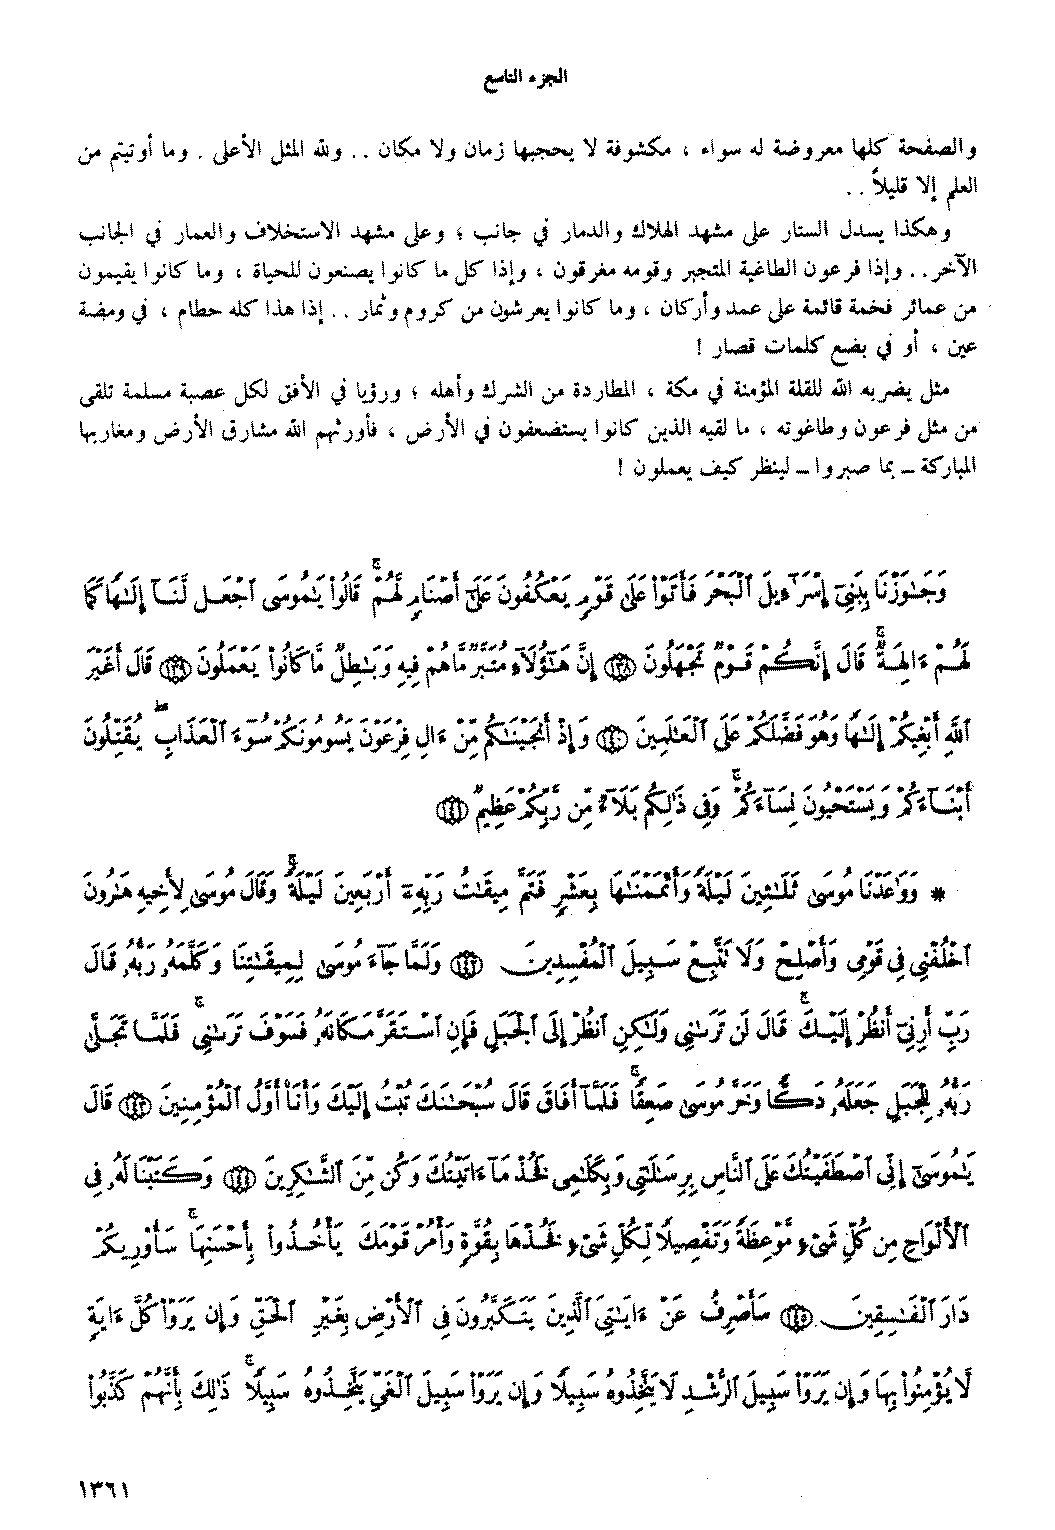 الجزء التاسع
والصفحة كلها معروضة له سواء ، مكشوفة لا يحجبها زمان ولا مكان .. ولله المثل الأعلى . وما أوتيتم من
العلم إلا قليلاً . .
وهكذا يسدل الستار على مشهد الهلاك والدمار في جانب ؛ وعلى مشهد الاستخلاف والعمار في الجانب
الآخر . . وإذا فرعون الطاغية المتجبر وقومه مغرقون ، وإذا كل ما كانوا يصنعون للحياة ، وما كانوا يقيمون
من عمائر فخمة قائمة على عمد وأركان ، وما كانوا يعرشون من كروم وثمار .. إذا هذا كله حطام ، في ومضة
عين ، أو في بضع كلمات قصار !
مثل يضربه الله للقلة المؤمنة في مكة ، المطاردة من الشرك وأهله ؛ ورؤيا في الأفق لكل عصبة مسلمة تلقى
من مثل فرعون وطاغوته ، ما لقيه الذين كانوا يستضعفون في الأرض ، فأورثهم الله مشارق الأرض ومغاربها
المباركة ــ بما صبروا ــ لينظر كيف يعملون !
وَجَٰوَزْنَا بِبَنِىٓ إِسْرَٰٓءِيلَ ٱلْبَحْرَ فَأَتَوْا۟ عَلَىٰ قَوْمٍ يَعْكُفُونَ عَلَىٰٓ أَصْنَامٍ لَّهُمْ ۚ قَالُوا۟ يَٰمُوسَى ٱجْعَل لَّنَآ إِلَٰهًا كَمَا
لَهُمْ ءَالِهَةٌ ۚ قَالَ إِنَّكُمْ قَوْمٌ تَجْهَلُونَ ﴿١٣٨﴾ إِنَّ هَٰٓؤُلَآءِ مُتَبَّرٌ مَّا هُمْ فِيهِ وَبَٰطِلٌ مَّا كَانُوا۟ يَعْمَلُونَ ﴿١٣٩﴾ قَالَ أَغَيْرَ
ٱللَّهِ أَبْغِيكُمْ إِلَٰهًا وَهُوَ فَضَّلَكُمْ عَلَى ٱلْعَٰلَمِينَ ﴿١٤٠﴾ وَإِذْ أَنجَيْنَٰكُم مِّنْ ءَالِ فِرْعَوْنَ يَسُومُونَكُمْ سُوٓءَ ٱلْعَذَابِ ۖ يُقَتِّلُونَ
أَبْنَآءَكُمْ وَيَسْتَحْيُونَ نِسَآءَكُمْ ۚ وَفِى ذَٰلِكُم بَلَآءٌ مِّن رَّبِّكُمْ عَظِيمٌ ﴿١٤١﴾
* وَوَٰعَدْنَا مُوسَىٰ ثَلَٰثِينَ لَيْلَةً وَأَتْمَمْنَٰهَا بِعَشْرٍ فَتَمَّ مِيقَٰتُ رَبِّهِۦٓ أَرْبَعِينَ لَيْلَةً ۚ وَقَالَ مُوسَىٰ لِأَخِيهِ هَٰرُونَ
ٱخْلُفْنِى فِى قَوْمِى وَأَصْلِحْ وَلَا تَتَّبِعْ سَبِيلَ ٱلْمُفْسِدِينَ ﴿١٤٢﴾ وَلَمَّا جَآءَ مُوسَىٰ لِمِيقَٰتِنَا وَكَلَّمَهُۥ رَبُّهُۥ قَالَ
رَبِّ أَرِنِىٓ أَنظُرْ إِلَيْكَ ۚ قَالَ لَن تَرَىٰنِى وَلَٰكِنِ ٱنظُرْ إِلَى ٱلْجَبَلِ فَإِنِ ٱسْتَقَرَّ مَكَانَهُۥ فَسَوْفَ تَرَىٰنِى ۚ فَلَمَّا تَجَلَّىٰ
رَبُّهُۥ لِلْجَبَلِ جَعَلَهُۥ دَكًّا وَخَرَّ مُوسَىٰ صَعِقًا ۚ فَلَمَّآ أَفَاقَ قَالَ سُبْحَٰنَكَ تُبْتُ إِلَيْكَ وَأَنَا۠ أَوَّلُ ٱلْمُؤْمِنِينَ ﴿١٤٣﴾ قَالَ
يَٰمُوسَىٰٓ إِنِّى ٱصْطَفَيْتُكَ عَلَى ٱلنَّاسِ بِرِسَٰلَٰتِى وَبِكَلَٰمِى فَخُذْ مَآ ءَاتَيْتُكَ وَكُن مِّنَ ٱلشَّٰكِرِينَ ﴿١٤٤﴾ وَكَتَبْنَا لَهُۥ فِى
ٱلْأَلْوَاحِ مِن كُلِّ شَىْءٍ مَّوْعِظَةً وَتَفْصِيلًا لِّكُلِّ شَىْءٍ فَخُذْهَا بِقُوَّةٍ وَأْمُرْ قَوْمَكَ يَأْخُذُوا۟ بِأَحْسَنِهَا ۚ سَأُو۟رِيكُمْ
دَارَ ٱلْفَٰسِقِينَ ﴿١٤٥﴾ سَأَصْرِفُ عَنْ ءَايَٰتِىَ ٱلَّذِينَ يَتَكَبَّرُونَ فِى ٱلْأَرْضِ بِغَيْرِ ٱلْحَقِّ وَإِن يَرَوْا۟ كُلَّ ءَايَةٍ
لَّا يُؤْمِنُوا۟ بِهَا وَإِن يَرَوْا۟ سَبِيلَ ٱلرُّشْدِ لَا يَتَّخِذُوهُ سَبِيلًا وَإِن يَرَوْا۟ سَبِيلَ ٱلْغَىِّ يَتَّخِذُوهُ سَبِيلًا ۚ ذَٰلِكَ بِأَنَّهُمْ كَذَّبُوا۟
١٣٦١